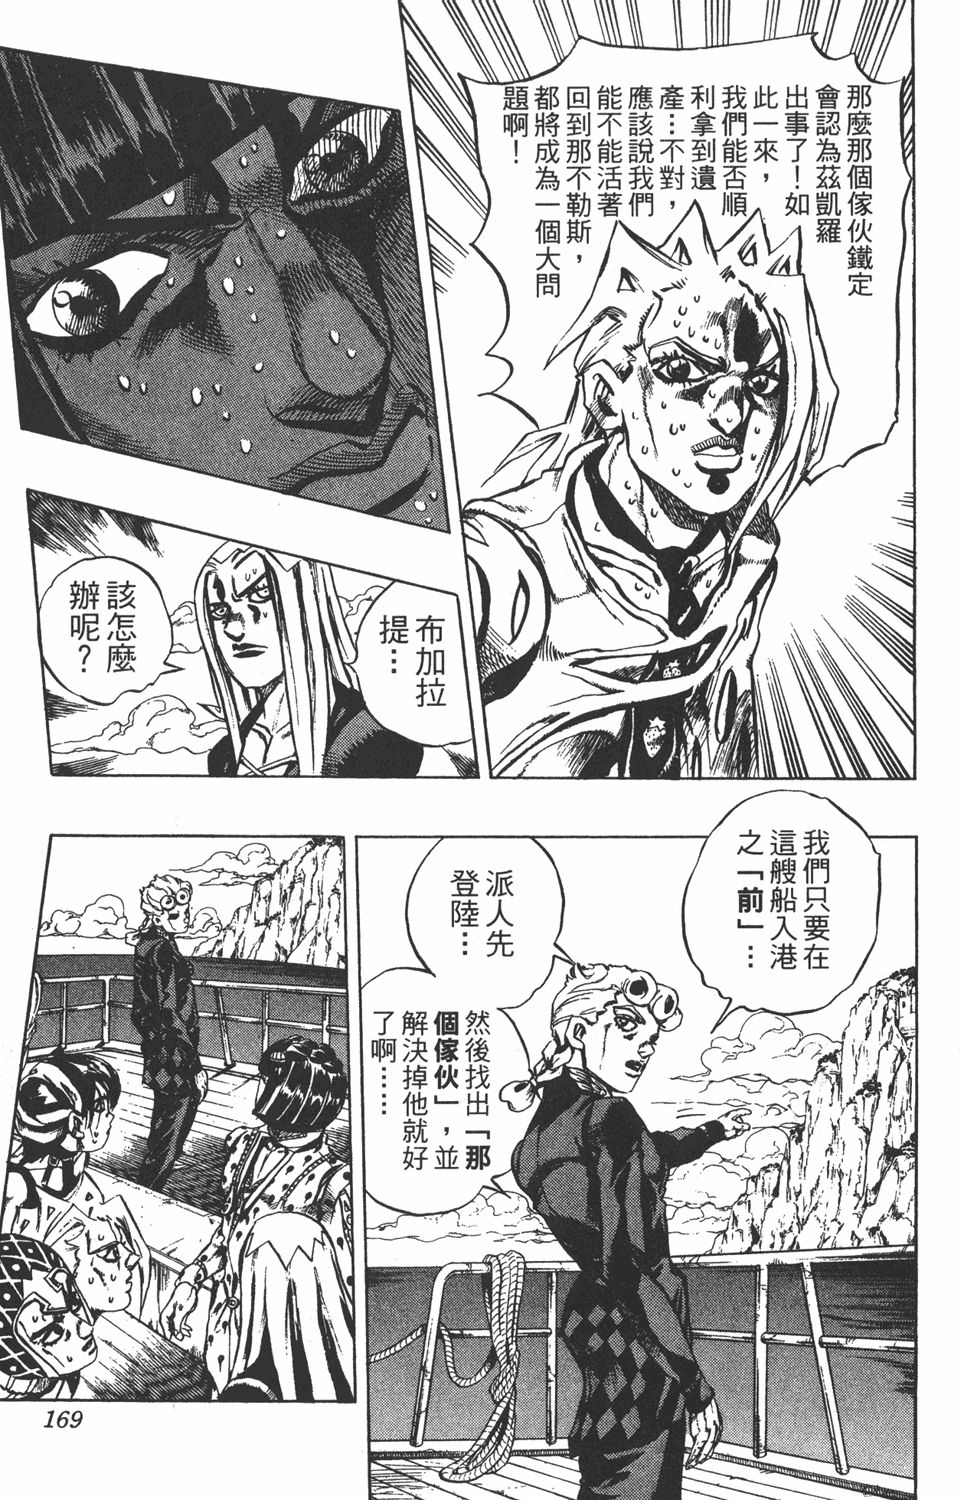 那麼那個傢伙鐵定
會認為茲凱羅
出事了！如
此一來，
我們能否順
利拿到遺
產…不對，
應該說我們
能不能活著
回到那不勒斯，
都將成為一個大問
題啊！
布加拉
提…
該怎麼
辦呢？
我們只要在
這艘船入港
之「前」…
派人先
登陸…
然後找出「那
個傢伙」，並
解決掉他就好
了啊……
169